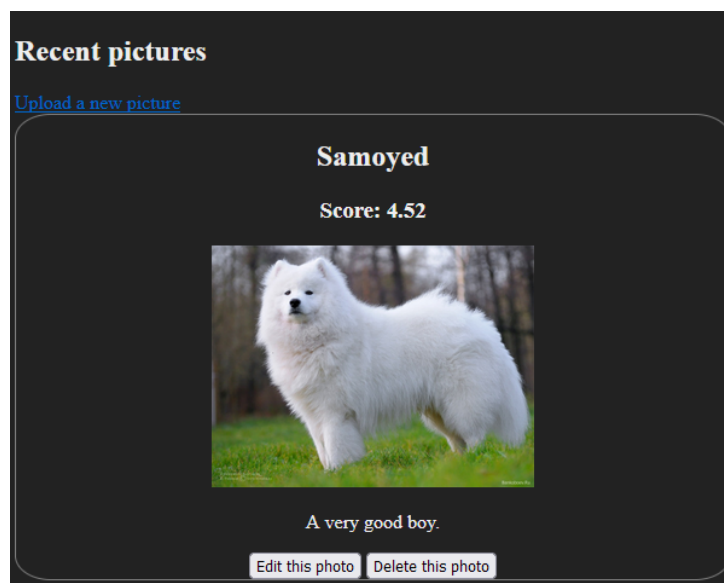 Recent pictures
Upload a new picture
Samoyed
Score: 4.52
A very good boy.
Edit this photo Delete this photo